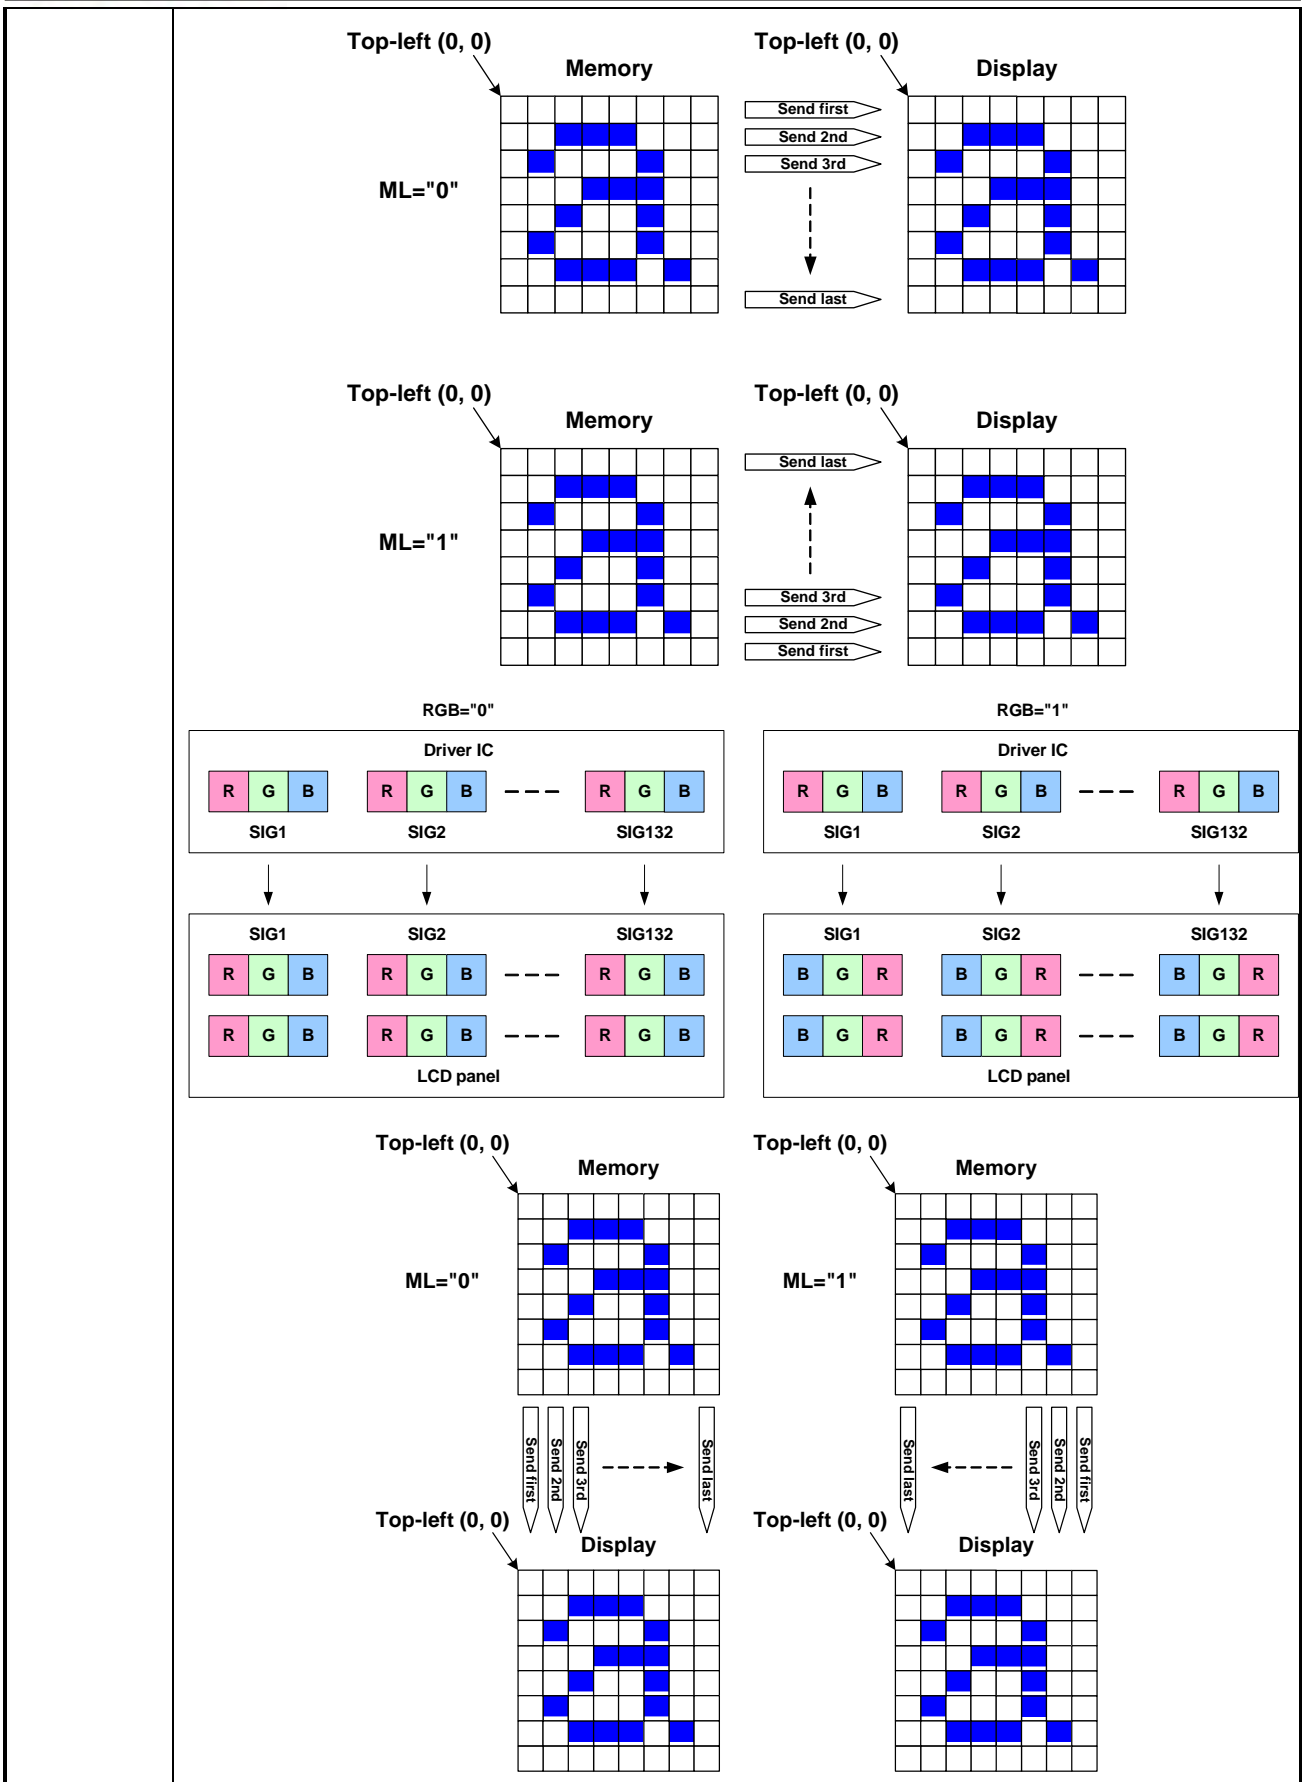 Top-left (0, 0) Top-left (0, 0)
Memory Display
Send first
Send 2nd
Send 3rd
ML="0"
Send last
Top-left (0, 0) Top-left (0, 0)
Memory Display
Send last
ML="1"
Send 3rd
Send 2nd
Send first
RGB="0" RGB="1"
Driver IC Driver IC
R G B R G B R G B R G B R G B R G B
SIG1 SIG2 SIG132 SIG1 SIG2 SIG132
SIG1 SIG2 SIG132 SIG1 SIG2 SIG132
R G B R G B R G B B G R B G R B G R
R G B R G B R G B B G R B G R B G R
LCD panel LCD panel
Top-left (0, 0) Top-left (0, 0)
Memory Memory
ML="0" ML="1"
Send first Send 2nd Send 3rd Send last Send last Send 3rd Send 2nd Send first
Top-left (0, 0) Top-left (0, 0)
Display Display